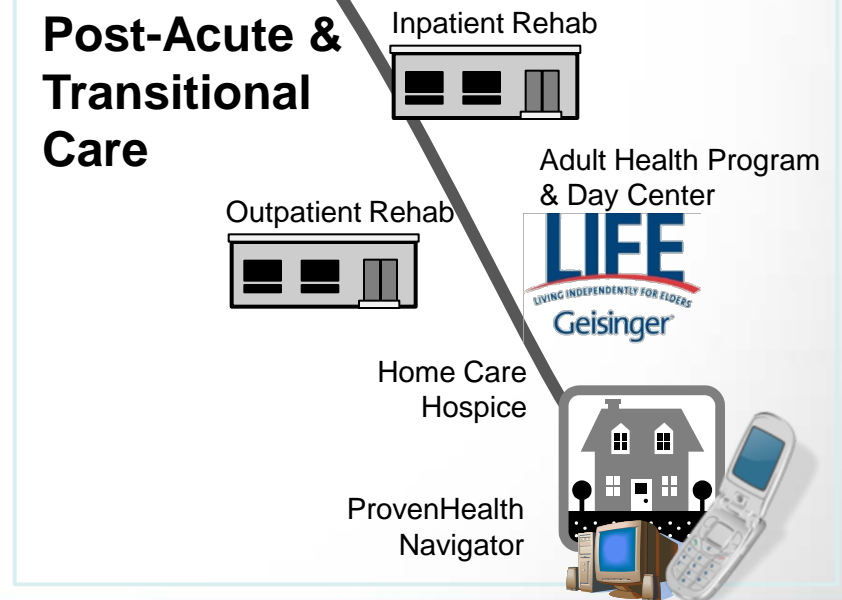 Post-Acute &
Transitional
Care
Inpatient Rehab
Adult Health Program
& Day Center
Outpatient Rehab
LIFE
LIVING INDEPENDENTLY FOR ELDERS
Geisinger
Home Care
Hospice
ProvenHealth
Navigator